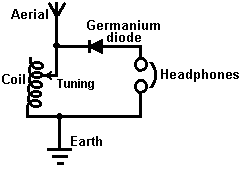 Aerial
Germanium
diode
Coil
Tuning
Headphones
Earth